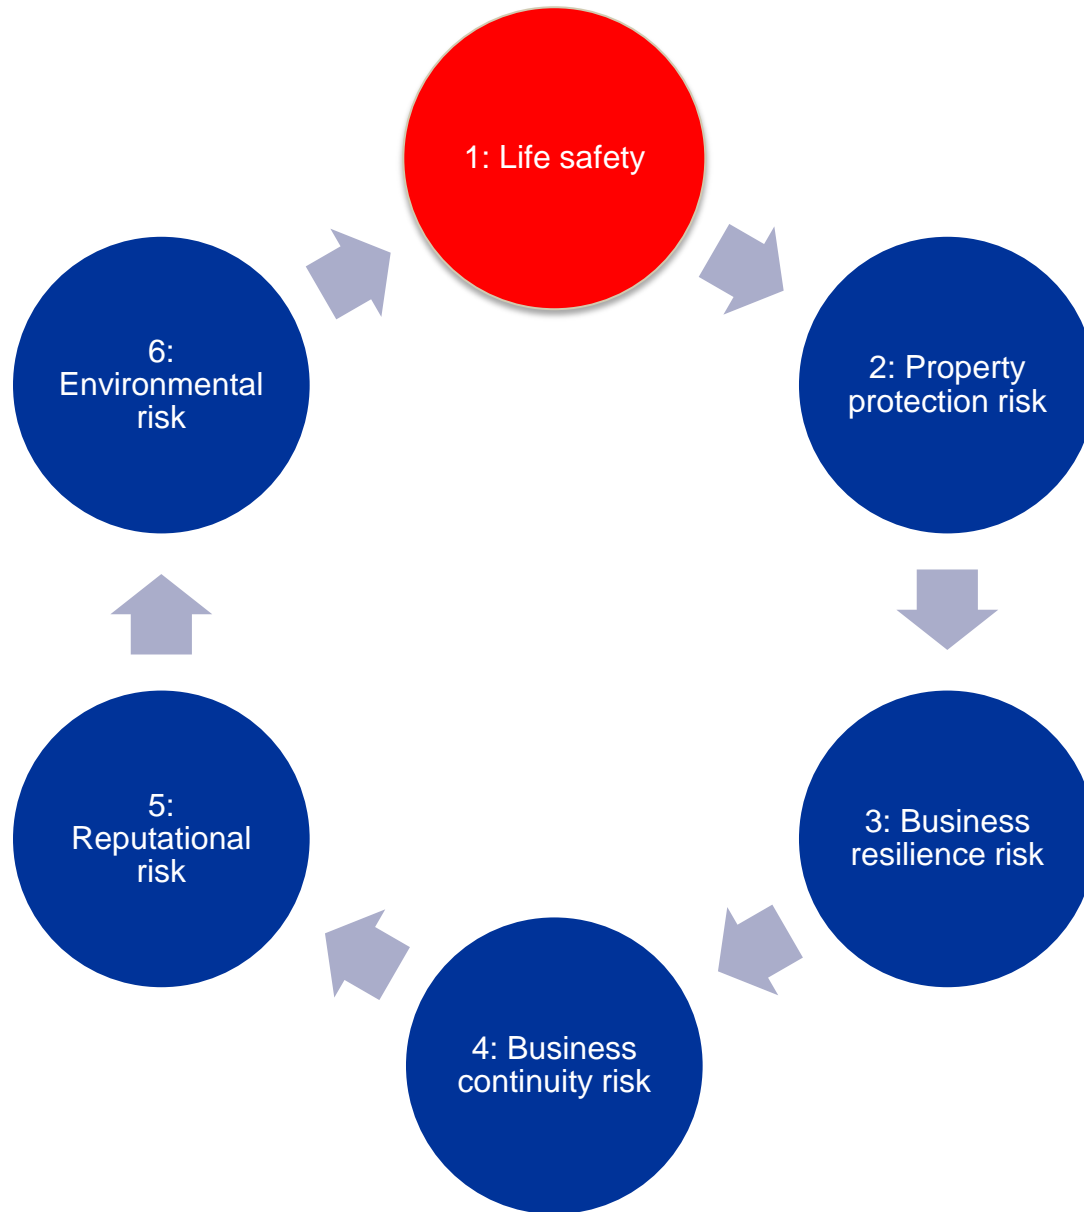 1: Life safety
2: Property
protection risk
3: Business
resilience risk
4: Business
continuity risk
5:
Reputational
risk
6:
Environmental
risk